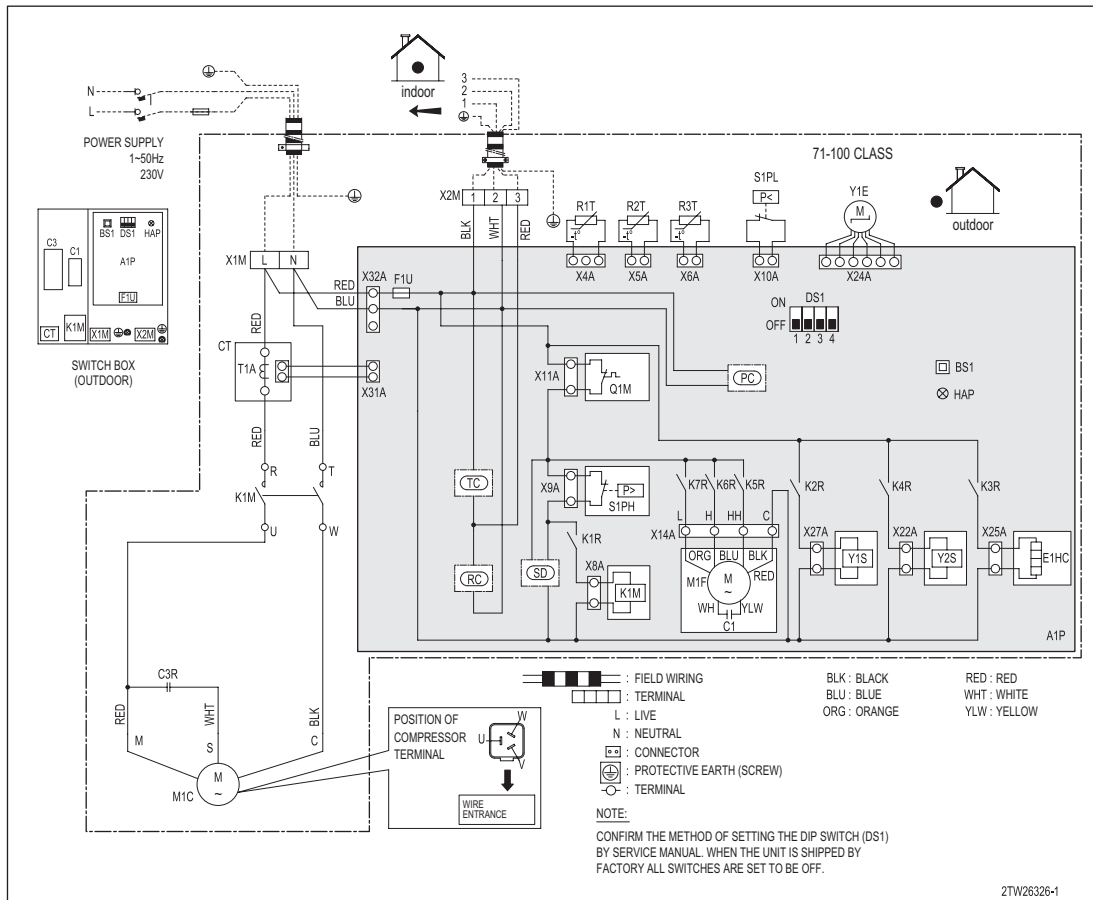 indoor
3
2
1
N
L
POWER SUPPLY
1~50Hz
230V
71-100 CLASS
outdoor
X2M 1 2 3
BLK
WHT
RED
R1T
-t°
X4A
R2T
-t°
X5A
R3T
-t°
X6A
S1PL
P<
X10A
Y1E
M
X24A
BS1 DS1 HAP
C3
C1
A1P
F1U
CT
K1M
X1M
X2M
SWITCH BOX
(OUTDOOR)
X1M L N
RED
BLU
X32A
F1U
ON
OFF
DS1
1 2 3 4
BS1
HAP
RED
CT
T1A
X31A
X11A
Q1M
PC
RED
BLU
R
T
K1M
U
W
TC
RC
X9A
P>
S1PH
SD
K1R
X8A
K1M
K7R
K6R
K5R
L H HH C
X14A
ORG BLU BLK
RED
M1F
M
~
WH
YLW
C1
K2R
X27A
Y1S
K4R
X22A
Y2S
K3R
X25A
E1HC
A1P
C3R
RED
WHT
BLK
M
S
C
M
~
M1C
POSITION OF
COMPRESSOR
TERMINAL
W
U
V
WIRE
ENTRANCE
: FIELD WIRING
: TERMINAL
L : LIVE
N : NEUTRAL
: CONNECTOR
: PROTECTIVE EARTH (SCREW)
: TERMINAL
BLK : BLACK
BLU : BLUE
ORG : ORANGE
RED : RED
WHT : WHITE
YLW : YELLOW
NOTE:
CONFIRM THE METHOD OF SETTING THE DIP SWITCH (DS1)
BY SERVICE MANUAL. WHEN THE UNIT IS SHIPPED BY
FACTORY ALL SWITCHES ARE SET TO BE OFF.
2TW26326-1